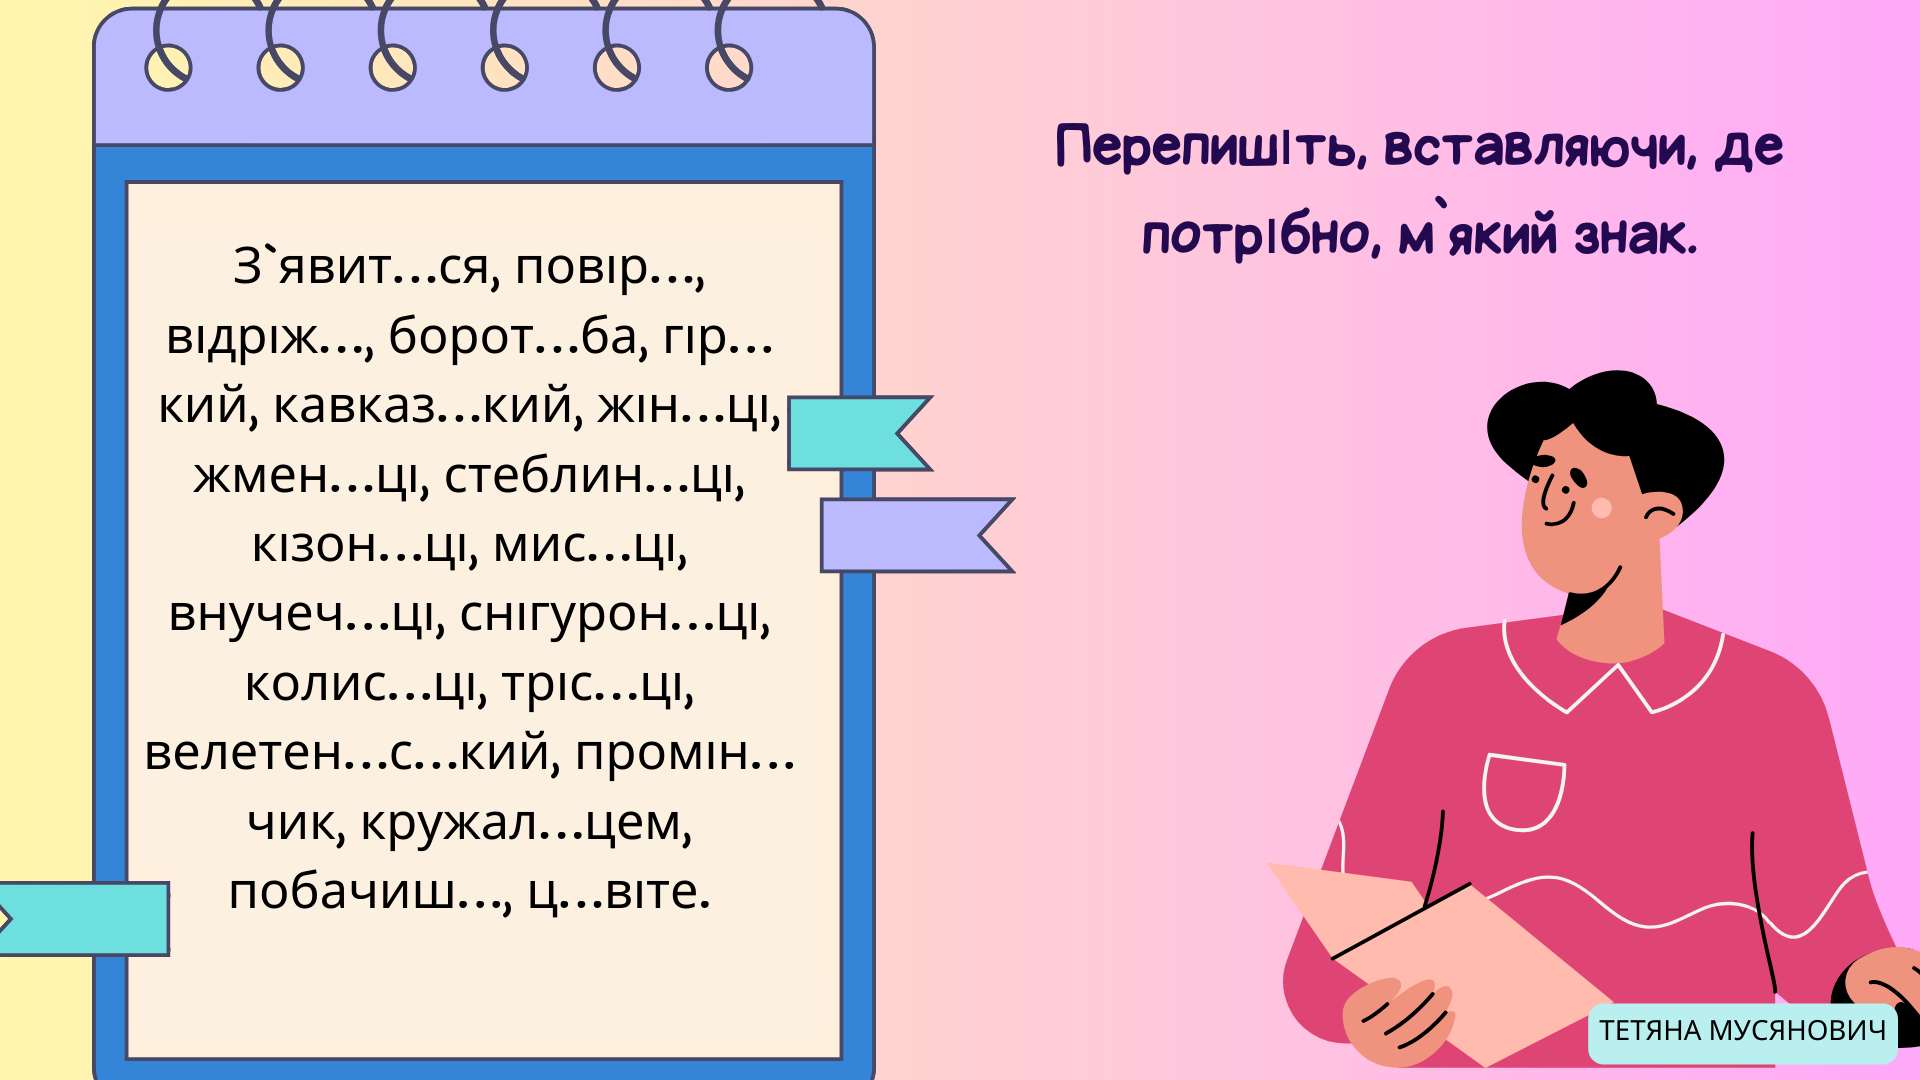 Перепишіть, вставляючи, де
потрібно, м`який знак.
З`явит...ся, повір...,
відріж..., борот...ба, гір...
кий, кавказ...кий, жін...ці,
жмен...ці, стеблин...ці,
кізон...ці, мис...ці,
внучеч...ці, снігурон...ці,
колис...ці, тріс...ці,
велетен...с...кий, промін...
чик, кружал...цем,
побачиш..., ц...віте.
ТЕТЯНА МУСЯНОВИЧ